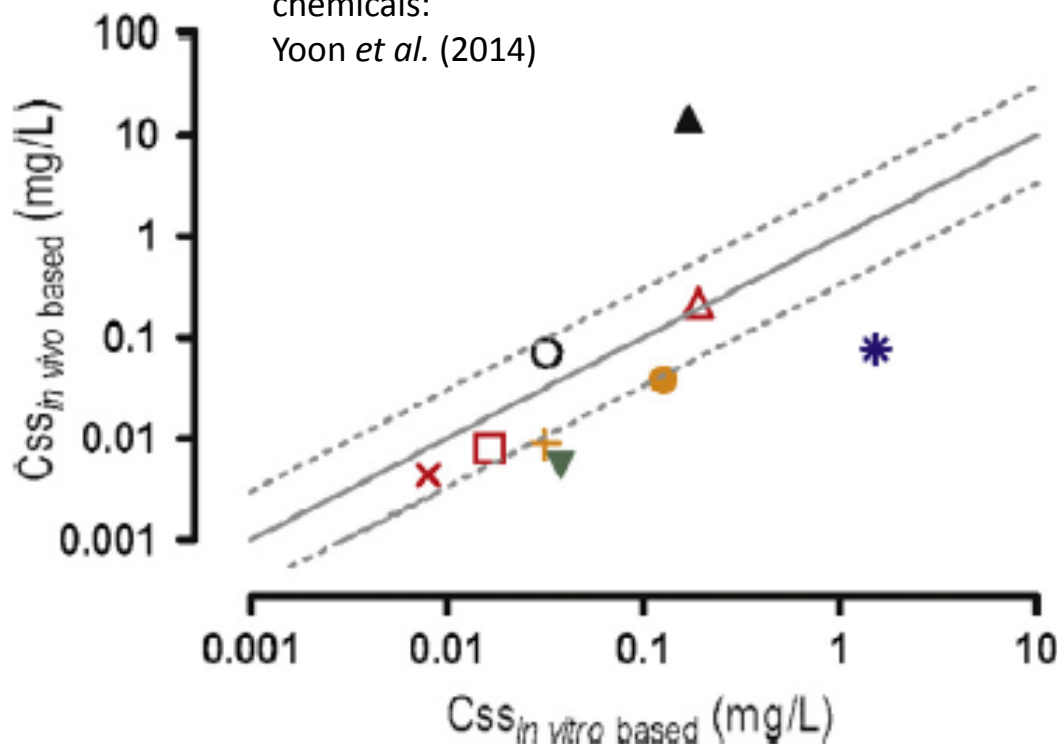 chemicals:
Yoon et al. (2014)
100
10
1
0.1
0.01
0.001
Css in vivo based (mg/L)
0.001 0.01 0.1 1 10
Css in vitro based (mg/L)